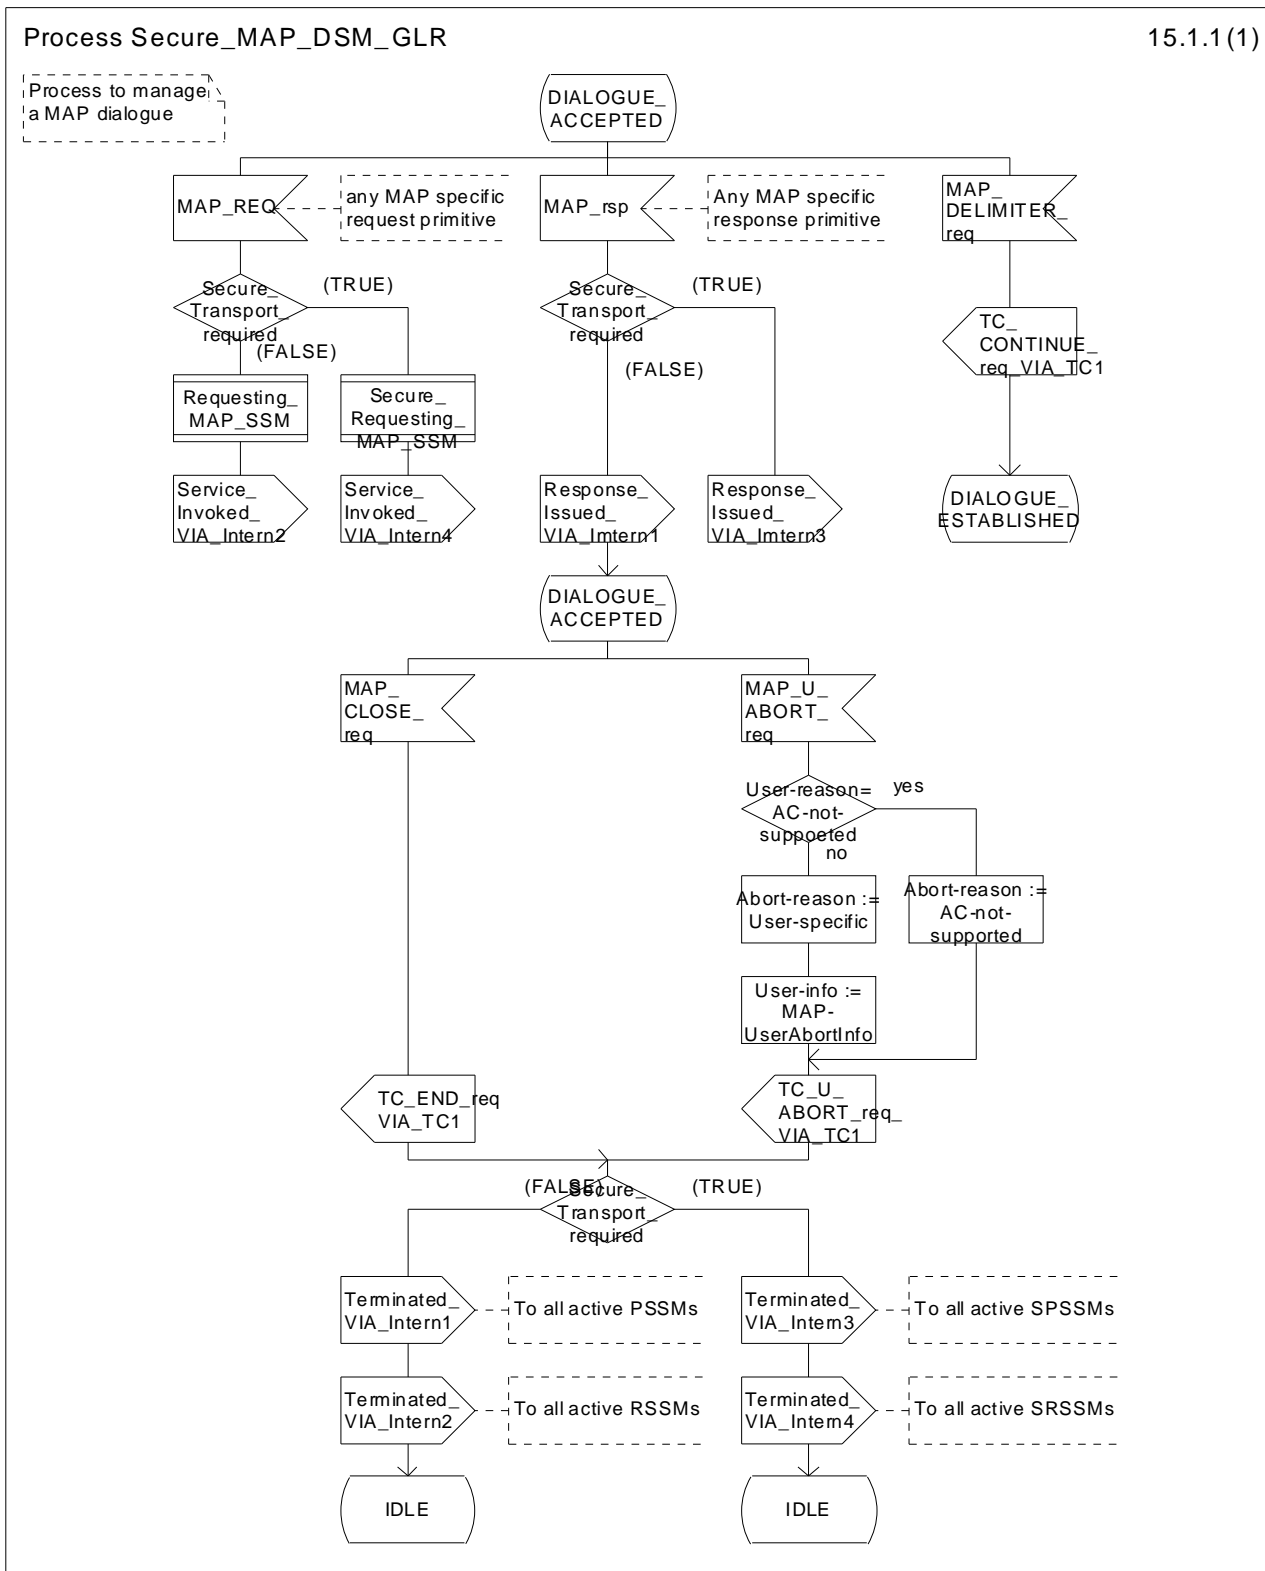 Process Secure_MAP_DSM_GLR
15.1.1(1)
Process to manage
a MAP dialogue
DIALOGUE_
ACCEPTED
MAP_REQ
any MAP specific
request primitive
MAP_rsp
Any MAP specific
response primitive
MAP_
DELIMITER_
req
Secure_
Transport_
required
(TRUE)
(FALSE)
Secure_
Transport_
required
(TRUE)
(FALSE)
TC_
CONTINUE_
req_VIA_TC1
Requesting_
MAP_SSM
Secure_
Requesting_
MAP_SSM
Service_
Invoked_
VIA_Intern2
Service_
Invoked_
VIA_Intern4
Response_
Issued_
VIA_Imtern1
Response_
Issued_
VIA_Imtern3
DIALOGUE_
ESTABLISHED
DIALOGUE_
ACCEPTED
MAP_
CLOSE_
req
MAP_U_
ABORT_
req
User-reason=
AC-not-
suppoeted
yes
no
Abort-reason :=
User-specific
Abort-reason :=
AC-not-
supported
User-info :=
MAP-
UserAbortInfo
TC_END_req
VIA_TC1
TC_U_
ABORT_req_
VIA_TC1
(FALSE)
Secure_
Transport_
required
(TRUE)
Terminated_
VIA_Intern1
To all active PSSMs
Terminated_
VIA_Intern3
To all active SPSSMs
Terminated_
VIA_Intern2
To all active RSSMs
Terminated_
VIA_Intern4
To all active SRSSMs
IDLE
IDLE